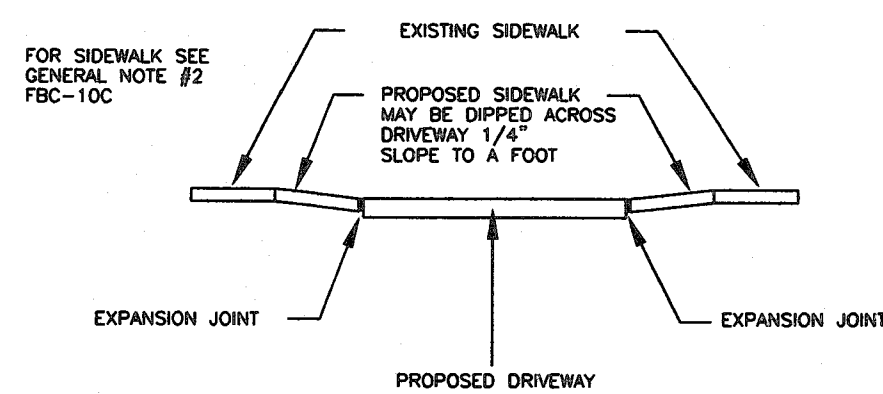 EXISTING SIDEWALK
FOR SIDEWALK SEE
GENERAL NOTE #2
FBC-10C
PROPOSED SIDEWALK
MAY BE DIPPED ACROSS
DRIVEWAY 1/4"
SLOPE TO A FOOT
EXPANSION JOINT
EXPANSION JOINT
PROPOSED DRIVEWAY